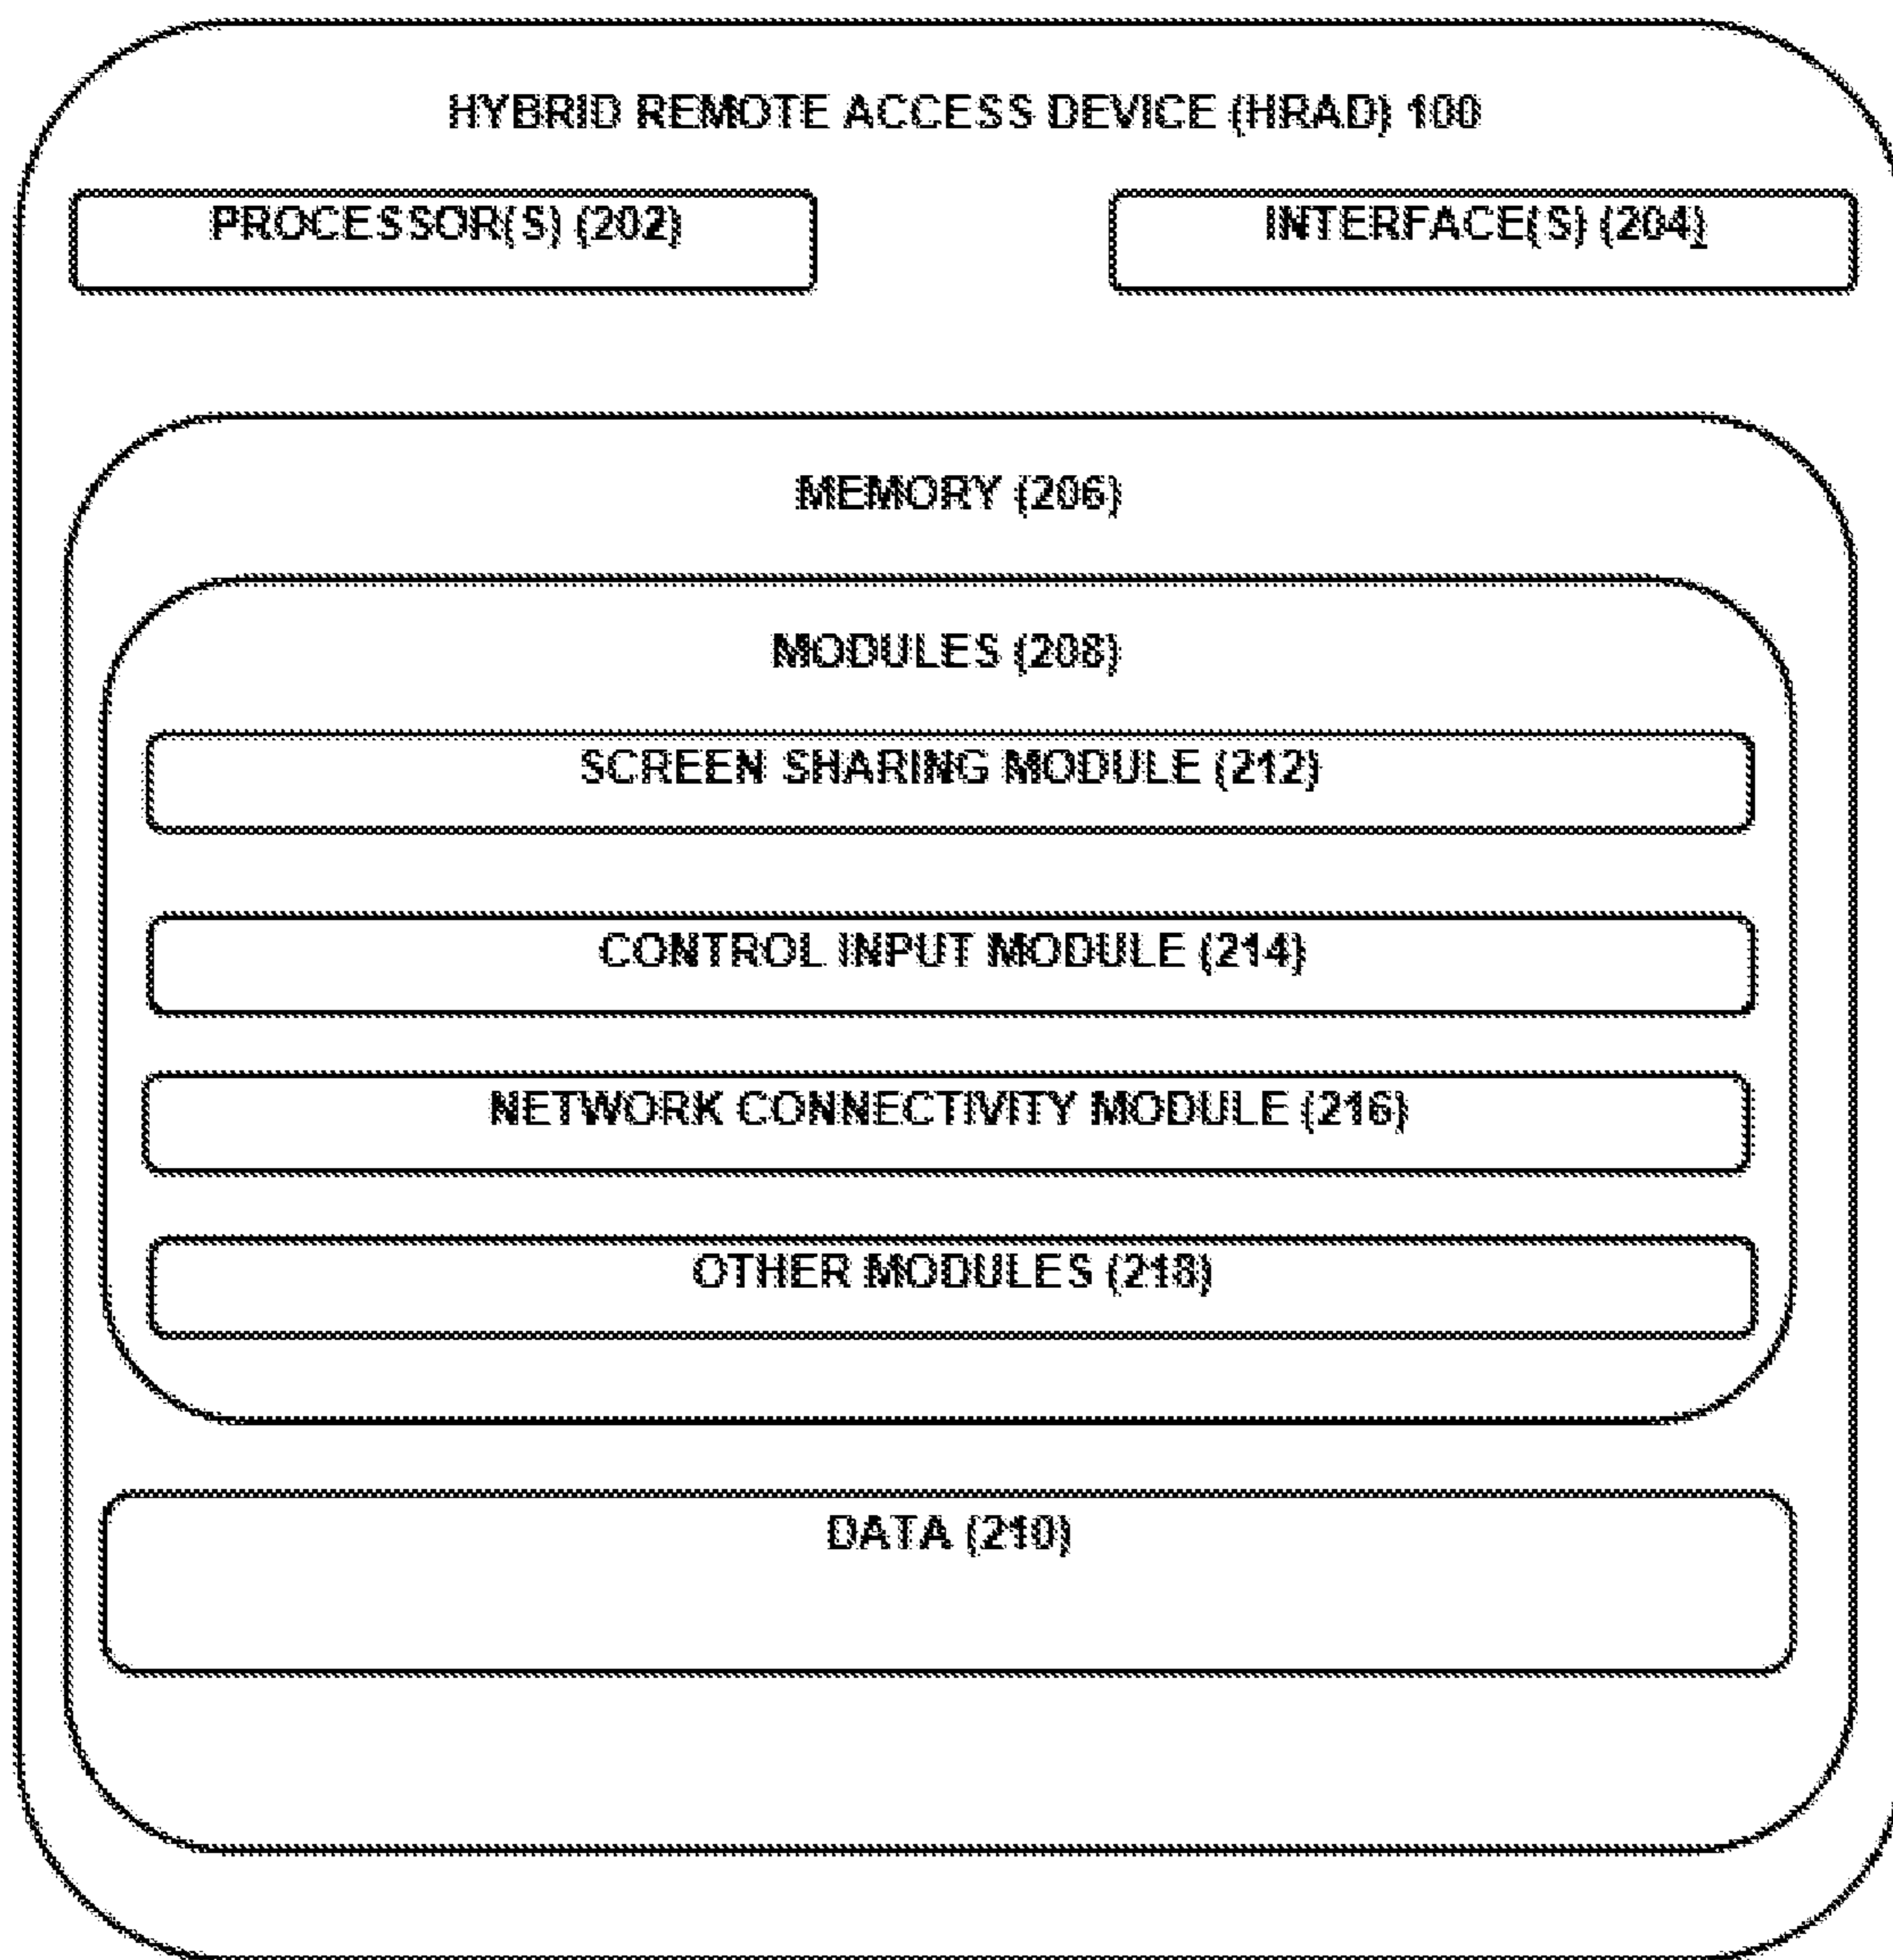 HYBRID REMOTE ACCESS DEVICE (HRAD) 100
PROCESSOR(S) (202)
INTERFACE(S) (204)
MEMORY (206)
MODULES (208)
SCREEN SHARING MODULE (212)
CONTROL INPUT MODULE (214)
NETWORK CONNECTIVITY MODULE (216)
OTHER MODULES (218)
DATA (210)